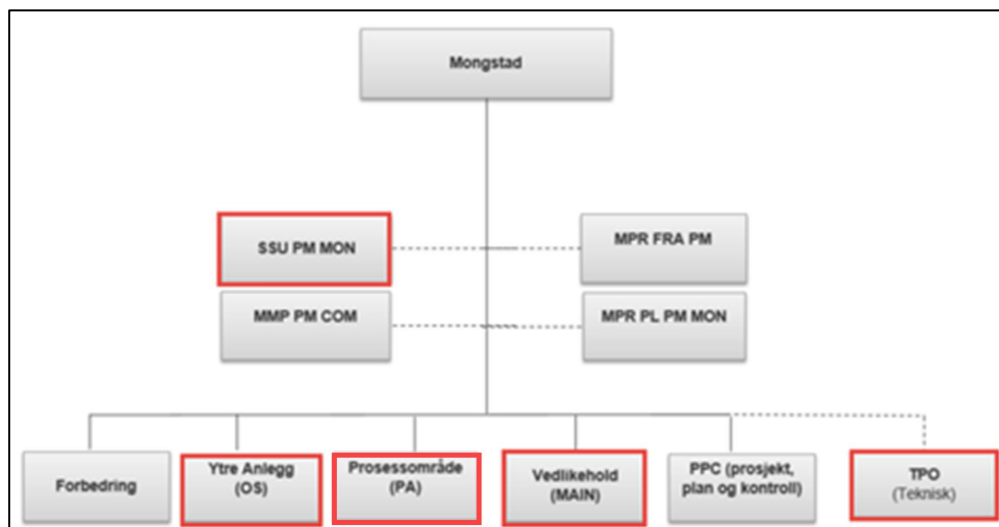 Mongstad
SSU PM MON
MPR FRA PM
MMP PM COM
MPR PL PM MON
Forbedring
Ytre Anlegg
(OS)
Prosessområde
(PA)
Vedlikehold
(MAIN)
PPC (prosjekt,
plan og kontroll)
TPO
(Teknisk)